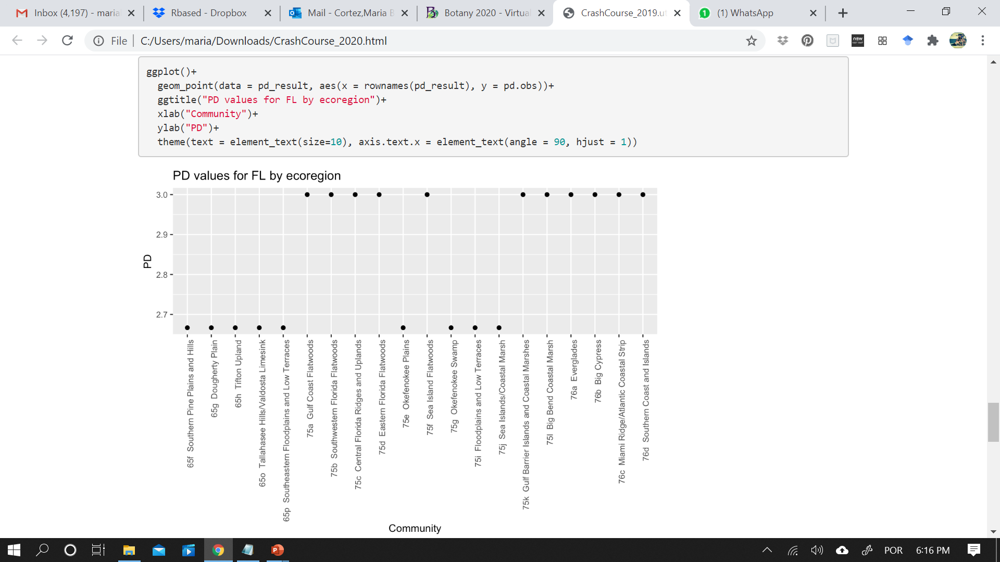 Inbox (4,197) - maria
Rbased - Dropbox
Mail - Cortez,Maria B
Botany 2020 - Virtual
CrashCourse_2019.ut
1
(1) WhatsApp
File
C:/Users/maria/Downloads/CrashCourse_2020.html
ggplot()+
geom_point(data = pd_result, aes(x = rownames(pd_result), y = pd.obs))+
ggtitle("PD values for FL by ecoregion")+
xlab("Community")+
ylab("PD")+
theme(text = element_text(size=10), axis.text.x = element_text(angle = 90, hjust = 1))
PD values for FL by ecoregion
3.0
2.9
2.8
2.7
PD
65f Southern Pine Plains and Hills
65g Dougherty Plain
65h Tifton Upland
65o Tallahasee Hills/Valdosta Limesink
65p Southeastern Floodplains and Low Terraces
75a Gulf Coast Flatwoods
75b Southwestern Florida Flatwoods
75c Central Florida Ridges and Uplands
75d Eastern Florida Flatwoods
75e Okefenokee Plains
75f Sea Island Flatwoods
75g Okefenokee Swamp
75i Floodplains and Low Terraces
75j Sea Islands/Coastal Marsh
75k Gulf Barrier Islands and Coastal Marshes
75l Big Bend Coastal Marsh
76a Everglades
76b Big Cypress
76c Miami Ridge/Atlantic Coastal Strip
76d Southern Coast and Islands
Community
POR
6:16 PM